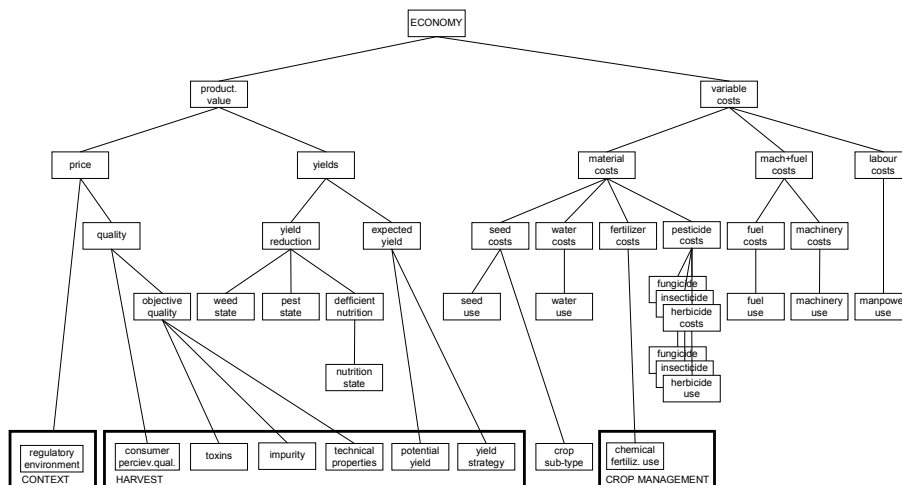 ECONOMY
product.
value
variable
costs
price
yields
material
costs
mach+fuel
costs
labour
costs
quality
yield
reduction
expected
yield
seed
costs
water
costs
fertilizer
costs
pesticide
costs
fuel
costs
machinery
costs
objective
quality
weed
state
pest
state
defficient
nutrition
seed
use
water
use
fungicide
insecticide
herbicide
costs
fuel
use
machinery
use
manpower
use
nutrition
state
fungicide
insecticide
herbicide
use
regulatory
environment
consumer
perciev.qual.
toxins
impurity
technical
properties
potential
yield
yield
strategy
crop
sub-type
chemical
fertiliz. use
CONTEXT
HARVEST
CROP MANAGEMENT